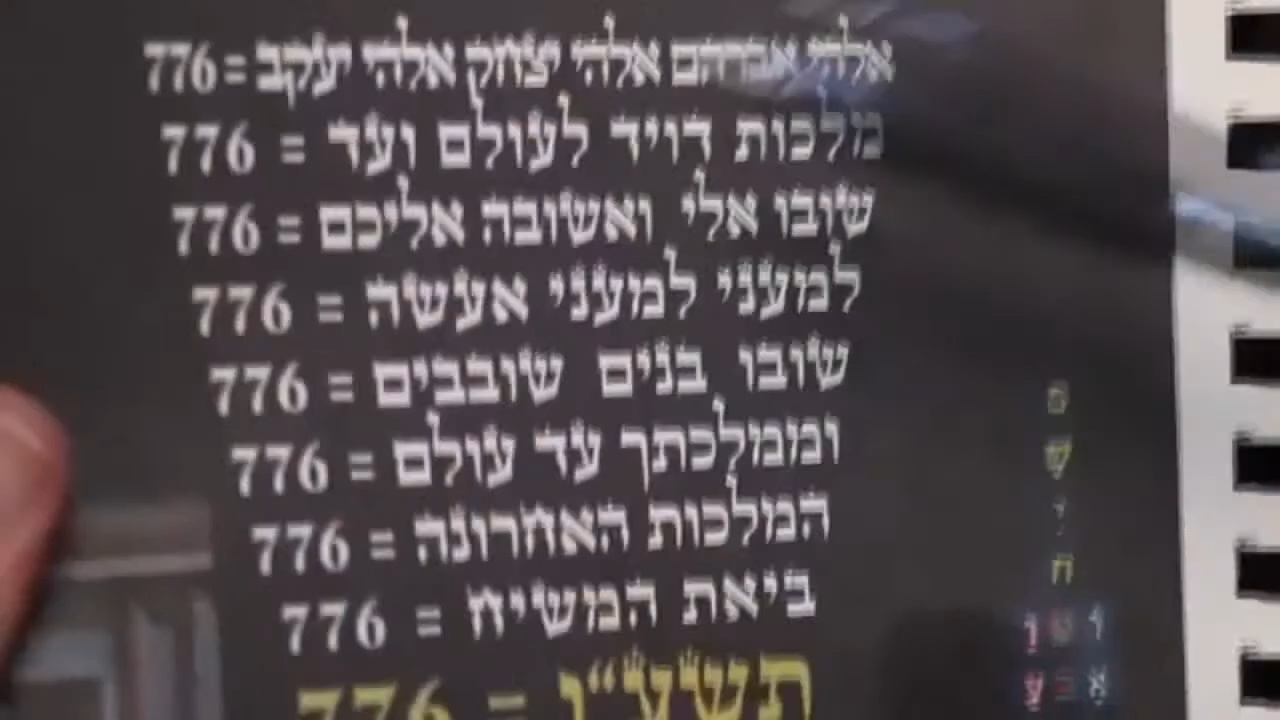 אלהי אברהם אלהי יצחק אלהי יעקב = 776
מלכות דויד לעולם ועד = 776
שובו אלי ואשובה אליכם = 776
למעני למעני אעשה = 776
שובו בנים שובבים = 776
וממלכתך עד עולם = 776
המלכות האחרונה = 776
ביאת המשיח = 776
תשע"ו = 776
ש
ח